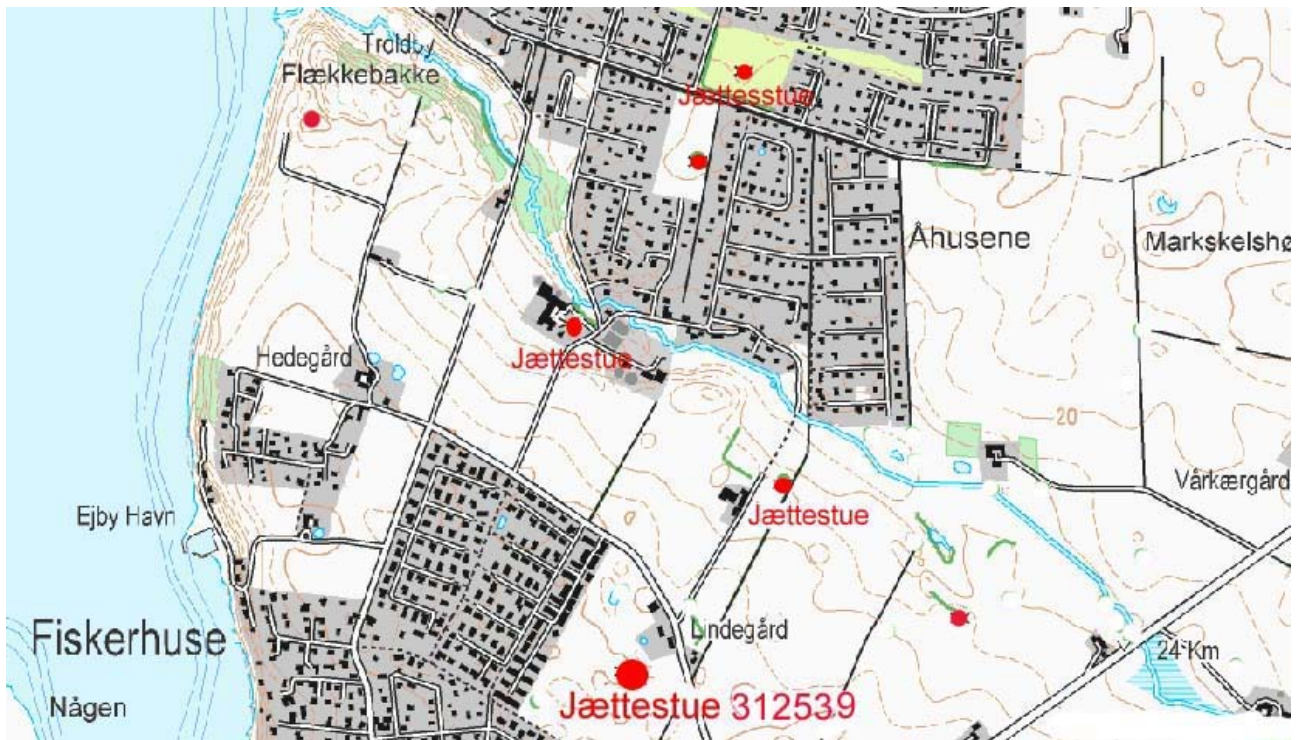 Troldby
Flækkebakke
Jættesstue
Åhusene
Markskelshø
Jættestue
Hedegård
20
Vårkærgård
Ejby Havn
Jættestue
Fiskerhuse
Lindegård
24 Km
Någen
Jættestue 312539